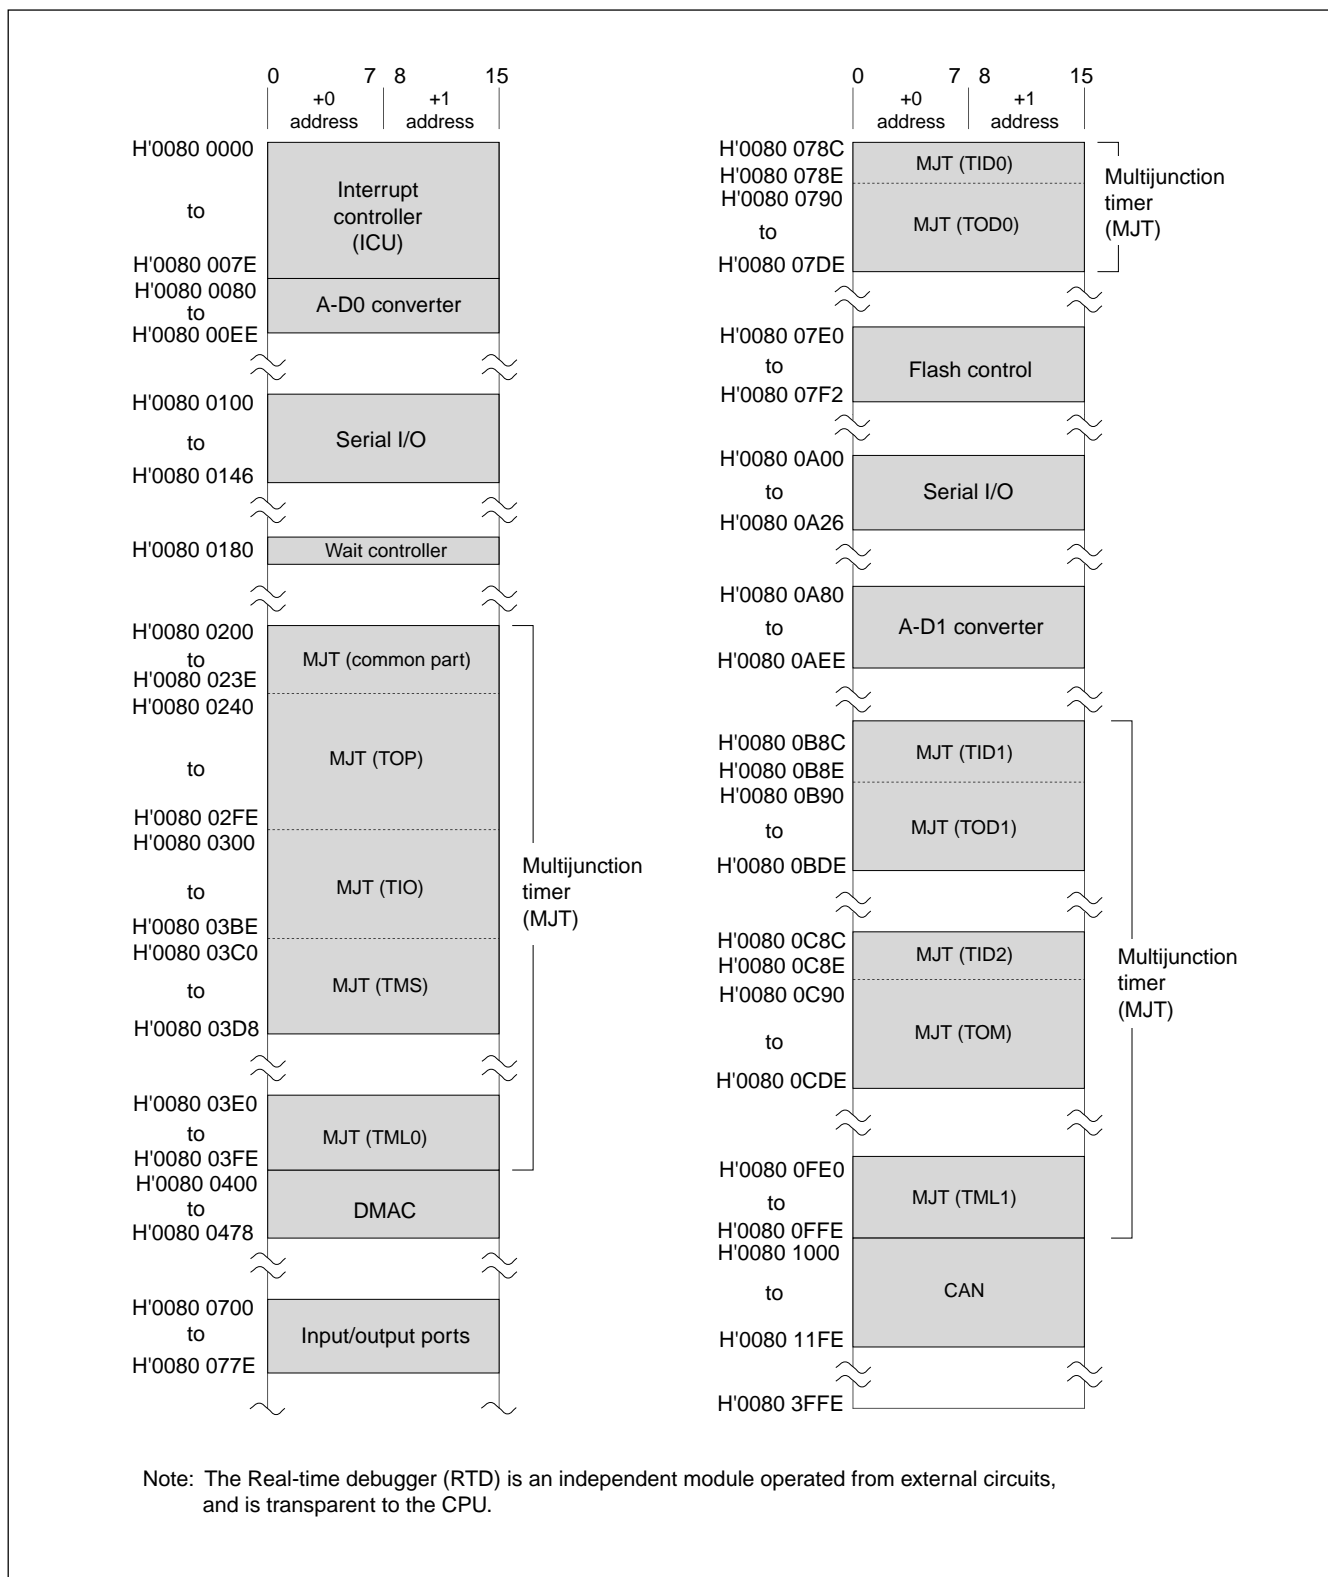 0 7 8 15
+0 address +1 address
H'0080 0000
to
H'0080 007E
Interrupt
controller
(ICU)
H'0080 0080
to
H'0080 00EE
A-D0 converter
H'0080 0100
to
H'0080 0146
Serial I/O
H'0080 0180
Wait controller
H'0080 0200
to
H'0080 023E
MJT (common part)
H'0080 0240
to
H'0080 02FE
MJT (TOP)
H'0080 0300
to
H'0080 03BE
MJT (TIO)
H'0080 03C0
to
H'0080 03D8
MJT (TMS)
H'0080 03E0
to
H'0080 03FE
MJT (TML0)
Multijunction
timer
(MJT)
H'0080 0400
to
H'0080 0478
DMAC
H'0080 0700
to
H'0080 077E
Input/output ports
0 7 8 15
+0 address +1 address
H'0080 078C
H'0080 078E
MJT (TID0)
H'0080 0790
to
H'0080 07DE
MJT (TOD0)
Multijunction
timer
(MJT)
H'0080 07E0
to
H'0080 07F2
Flash control
H'0080 0A00
to
H'0080 0A26
Serial I/O
H'0080 0A80
to
H'0080 0AEE
A-D1 converter
H'0080 0B8C
H'0080 0B8E
MJT (TID1)
H'0080 0B90
to
H'0080 0BDE
MJT (TOD1)
H'0080 0C8C
H'0080 0C8E
MJT (TID2)
H'0080 0C90
to
H'0080 0CDE
MJT (TOM)
H'0080 0FE0
to
H'0080 0FFE
MJT (TML1)
Multijunction
timer
(MJT)
H'0080 1000
to
H'0080 11FE
CAN
H'0080 3FFE
Note: The Real-time debugger (RTD) is an independent module operated from external circuits,
and is transparent to the CPU.